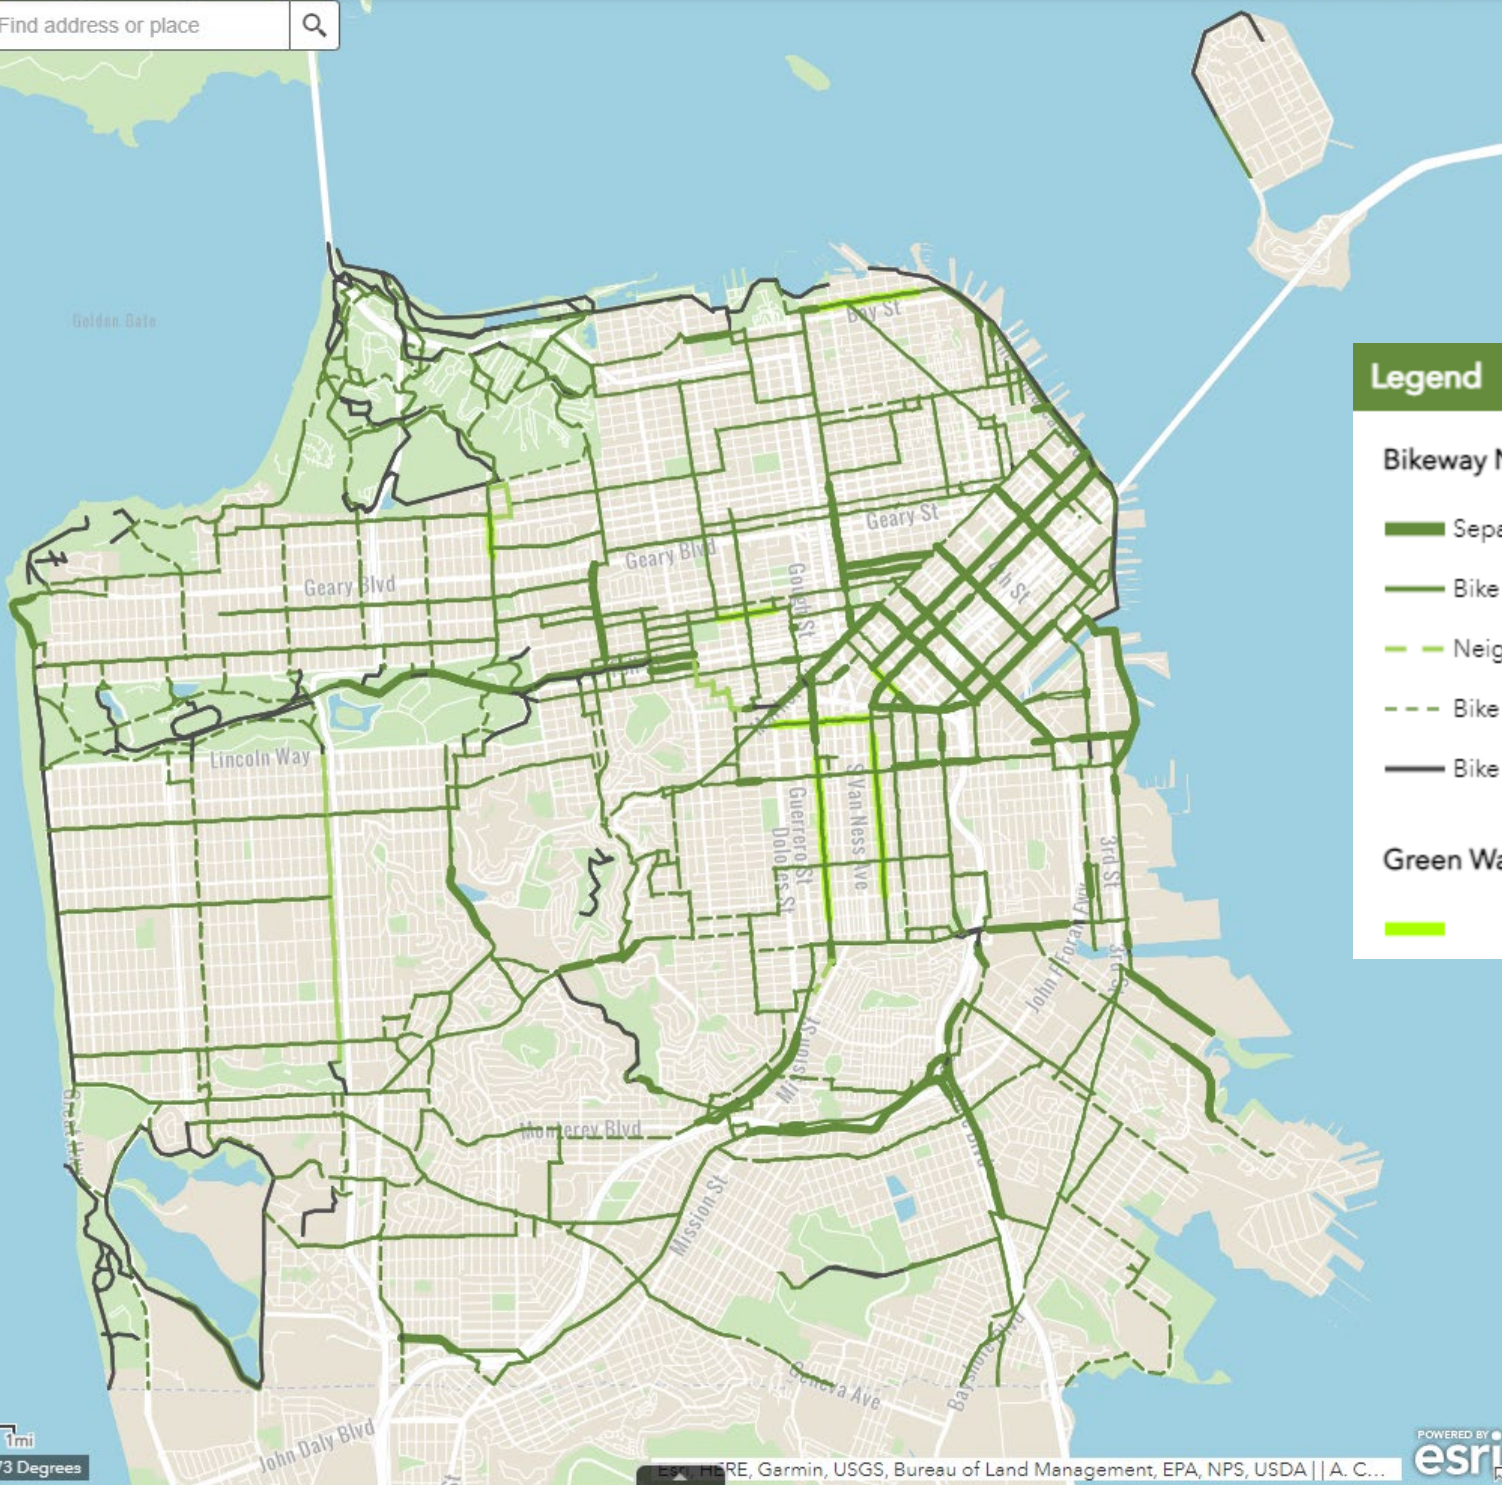 Find address or place
Golden Gate
Bay St
Legend
Bikeway N
Sepa
Bike
Neig
Bike
Bike
Green Wa
Geary St
Geary Blvd
Geary Blvd
Gough St
4th St
Lincoln Way
Guerrero St
Dolores St
S Van Ness Ave
3rd St
John F Foran Fwy
3rd St
Mission St
Monterey Blvd
Mission St
Geneva Ave
Bayshore Blvd
John Daly Blvd
1mi
73 Degrees
Esri, HERE, Garmin, USGS, Bureau of Land Management, EPA, NPS, USDA | | A. C...
POWERED BY
esri